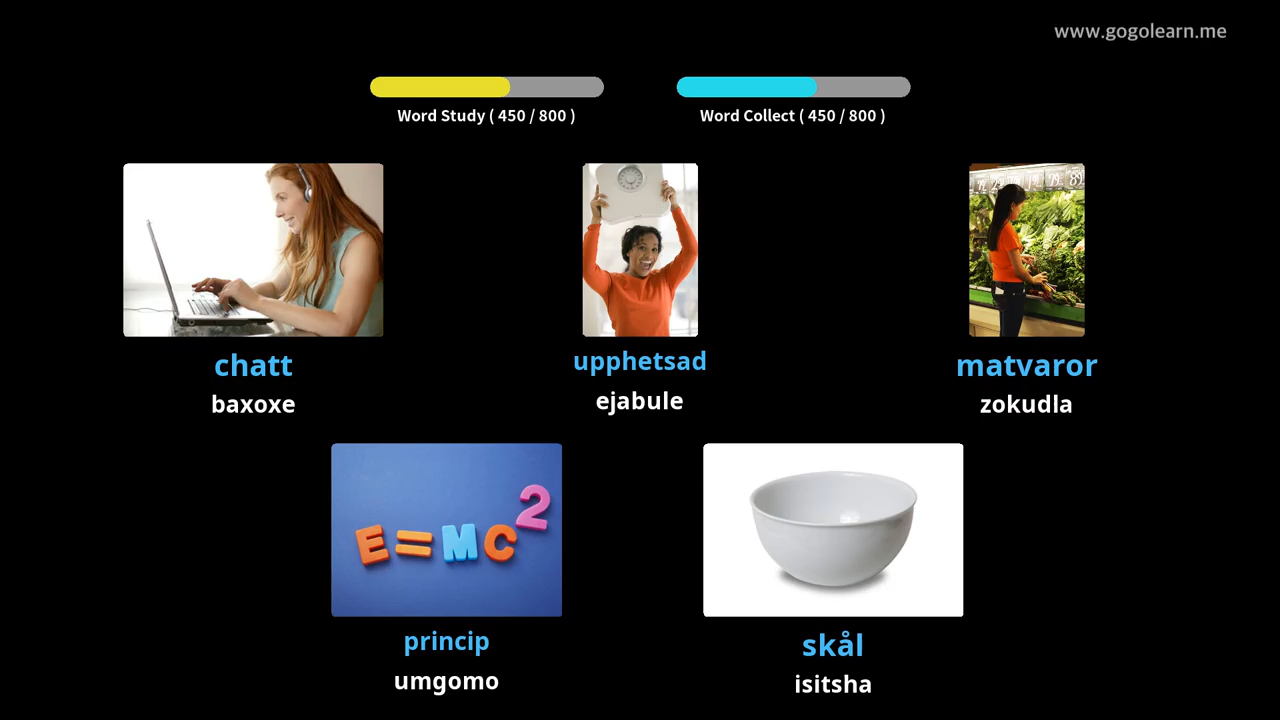 www.gogolearn.me
Word Study ( 450 / 800 )
Word Collect ( 450 / 800 )
chatt
baxoxe
upphetsad
ejabule
matvaror
zokudla
E=MC2
princip
umgomo
skål
isitsha